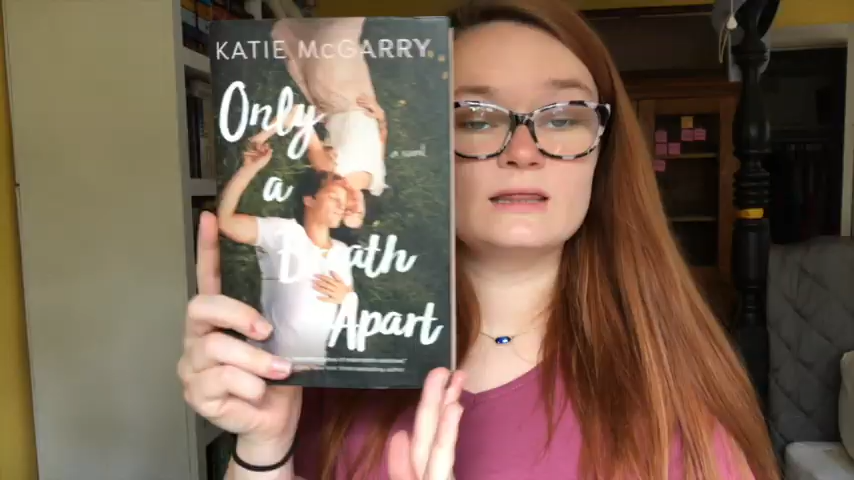 KATIE McGARRY
Only
a novel
a
Breath
Apart